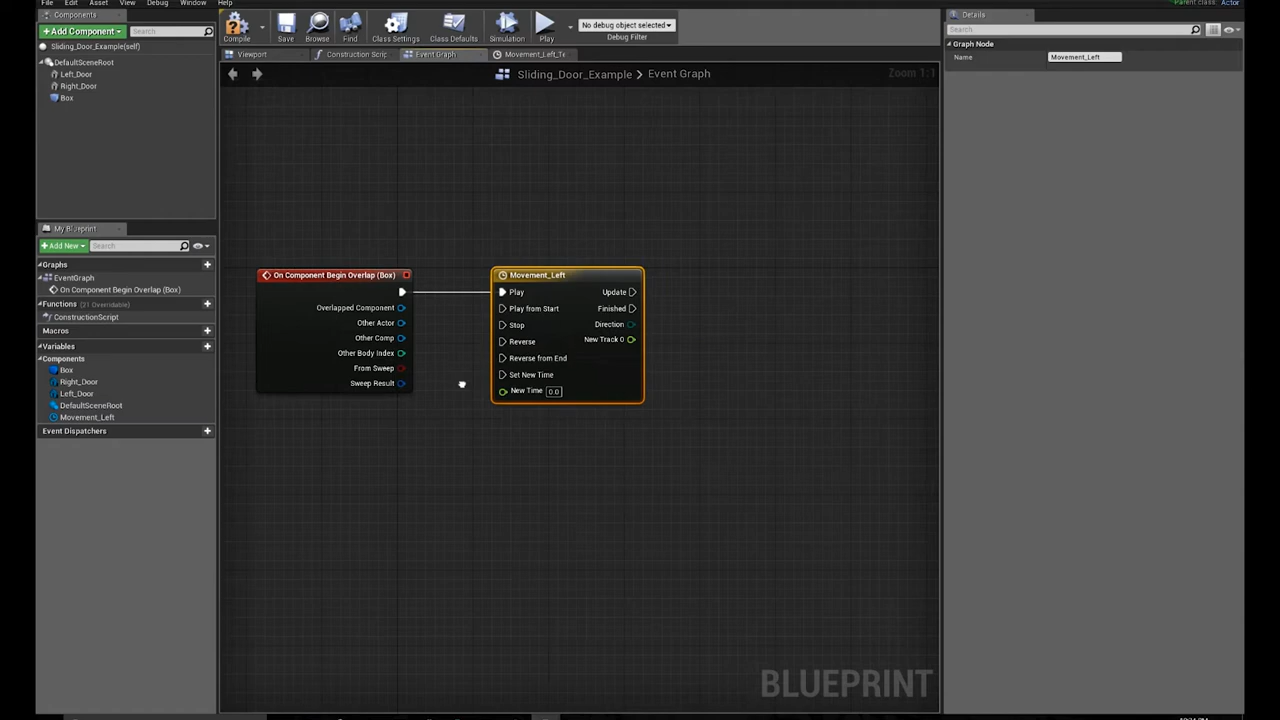 File Edit Asset View Debug Window Help
Parent class: Actor
Components
+Add Component
Search
Sliding_Door_Example(self)
DefaultSceneRoot
Left_Door
Right_Door
Box
Compile
Save
Browse
Find
Class Settings
Class Defaults
Simulation
Play
No debug object selected
Debug Filter
Viewport
Construction Scrip
Event Graph
Movement_Left_Te
Sliding_Door_Example > Event Graph
Zoom 1:1
My Blueprint
+Add New
Search
Graphs
EventGraph
On Component Begin Overlap (Box)
Functions (21 Overridable)
ConstructionScript
Macros
Variables
Components
Box
Right_Door
Left_Door
DefaultSceneRoot
Movement_Left
Event Dispatchers
On Component Begin Overlap (Box)
Overlapped Component
Other Actor
Other Comp
Other Body Index
From Sweep
Sweep Result
Movement_Left
Play
Play from Start
Stop
Reverse
Reverse from End
Set New Time
New Time 0.0
Update
Finished
Direction
New Track 0
BLUEPRINT
Details
Search
Graph Node
Name Movement_Left